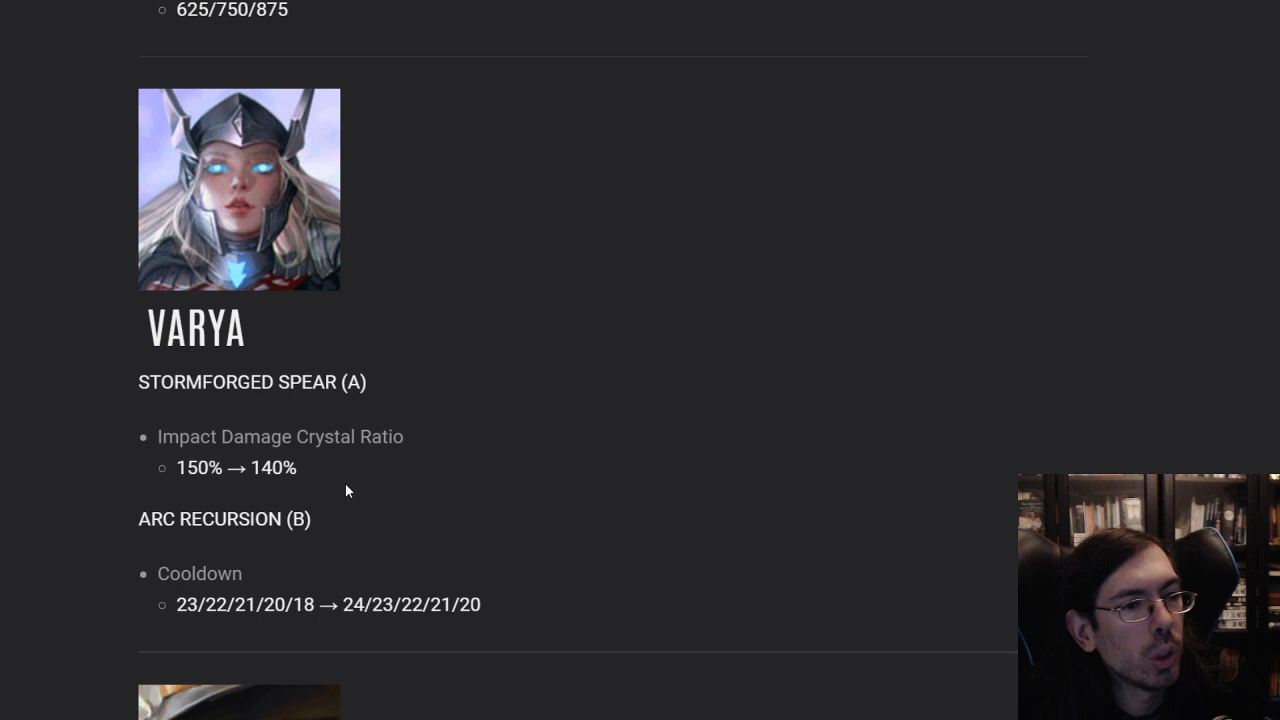 625/750/875
VARYA
STORMFORGED SPEAR (A)
Impact Damage Crystal Ratio
150% → 140%
ARC RECURSION (B)
Cooldown
23/22/21/20/18 → 24/23/22/21/20